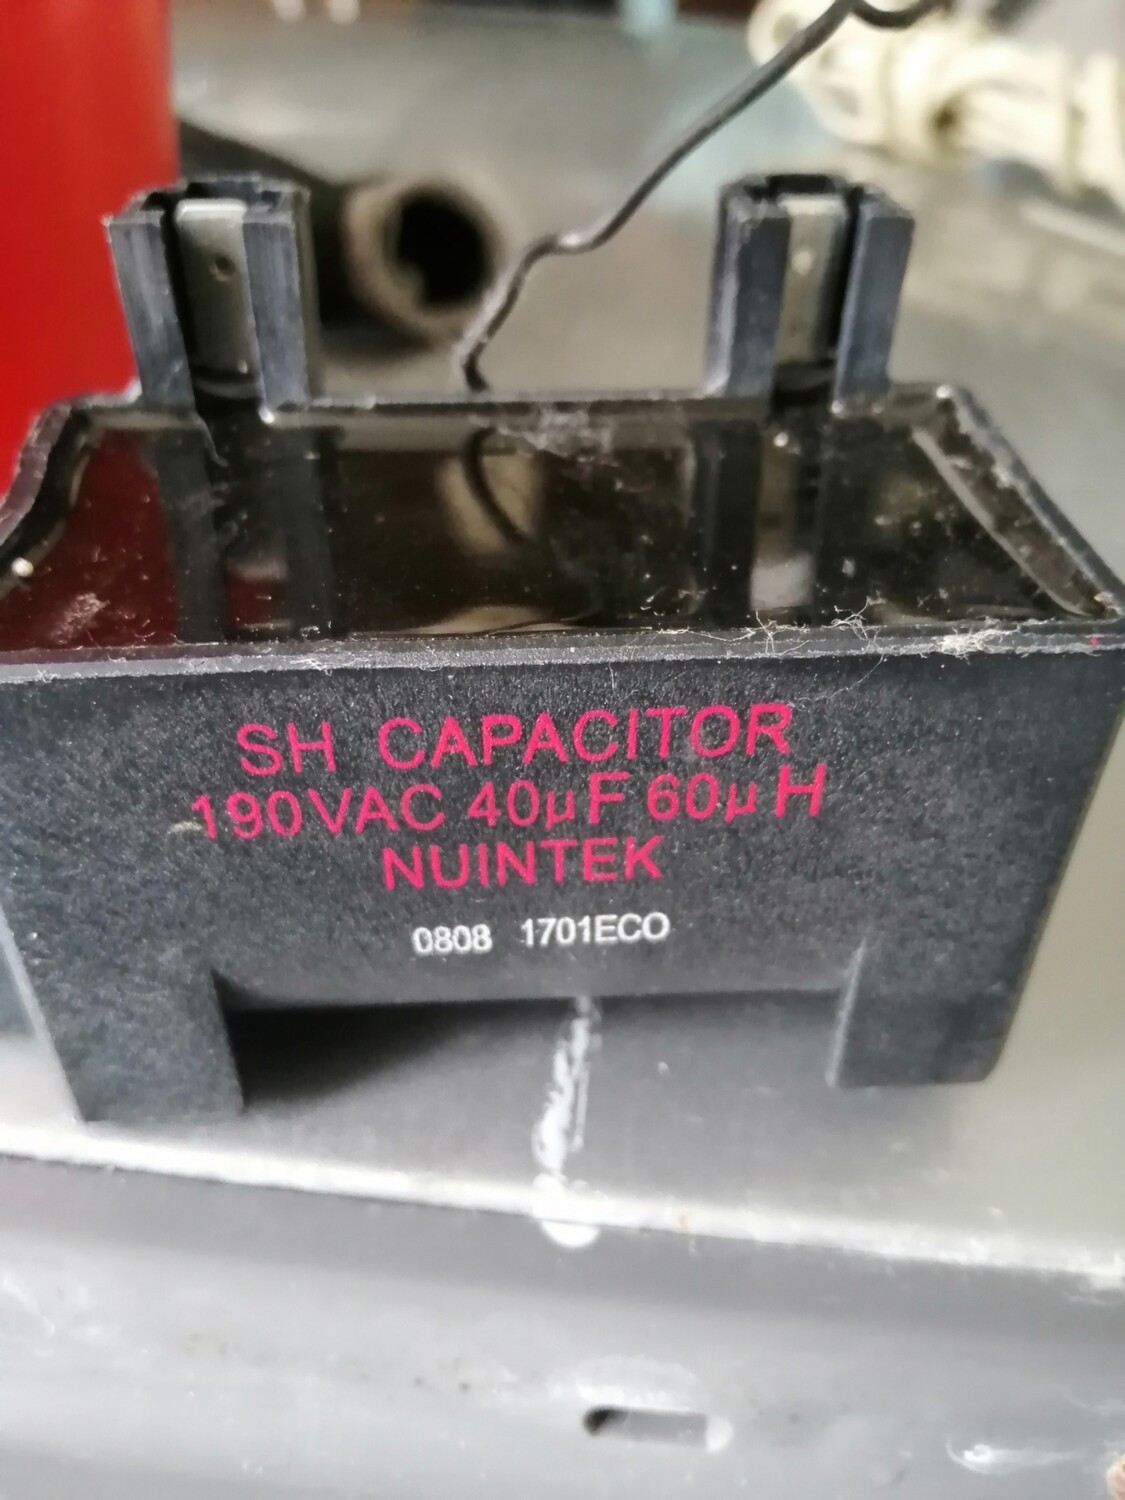 SH CAPACITOR
190VAC 40μF 60μH
NUINTEK
0808 1701ECO